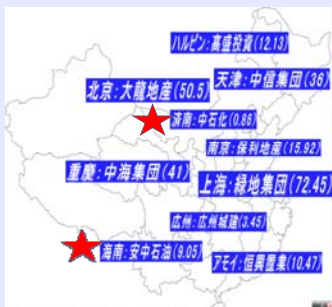 ハルビン:高盛投資(12.13)
天津:中信集団(36)
北京:大龍地産(50.5)
済南:中石化(0.86)
南京:保利地産(15.92)
重慶:中海集団(41)
上海:緑地集団(72.45)
広州:広州城建(3.45)
海南:安中石油(9.05)
アモイ:恒興置業(10.47)